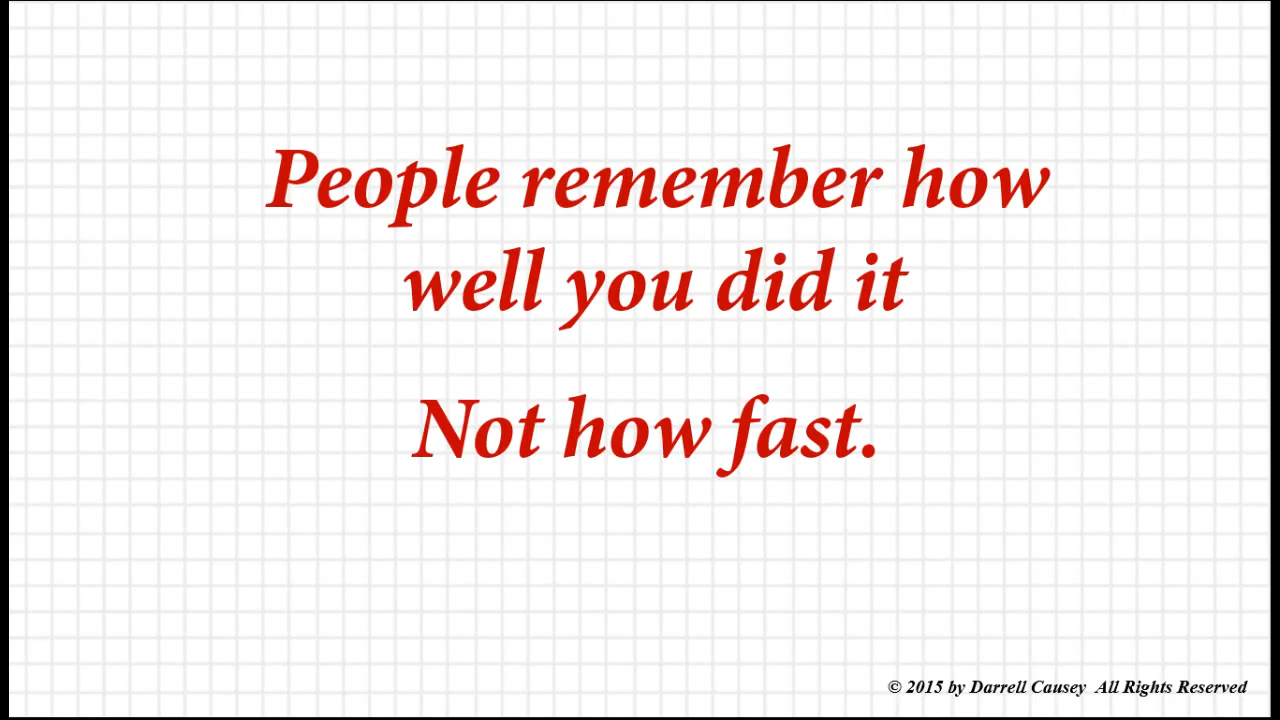 People remember how
well you did it
Not how fast.
© 2015 by Darrell Causey All Rights Reserved